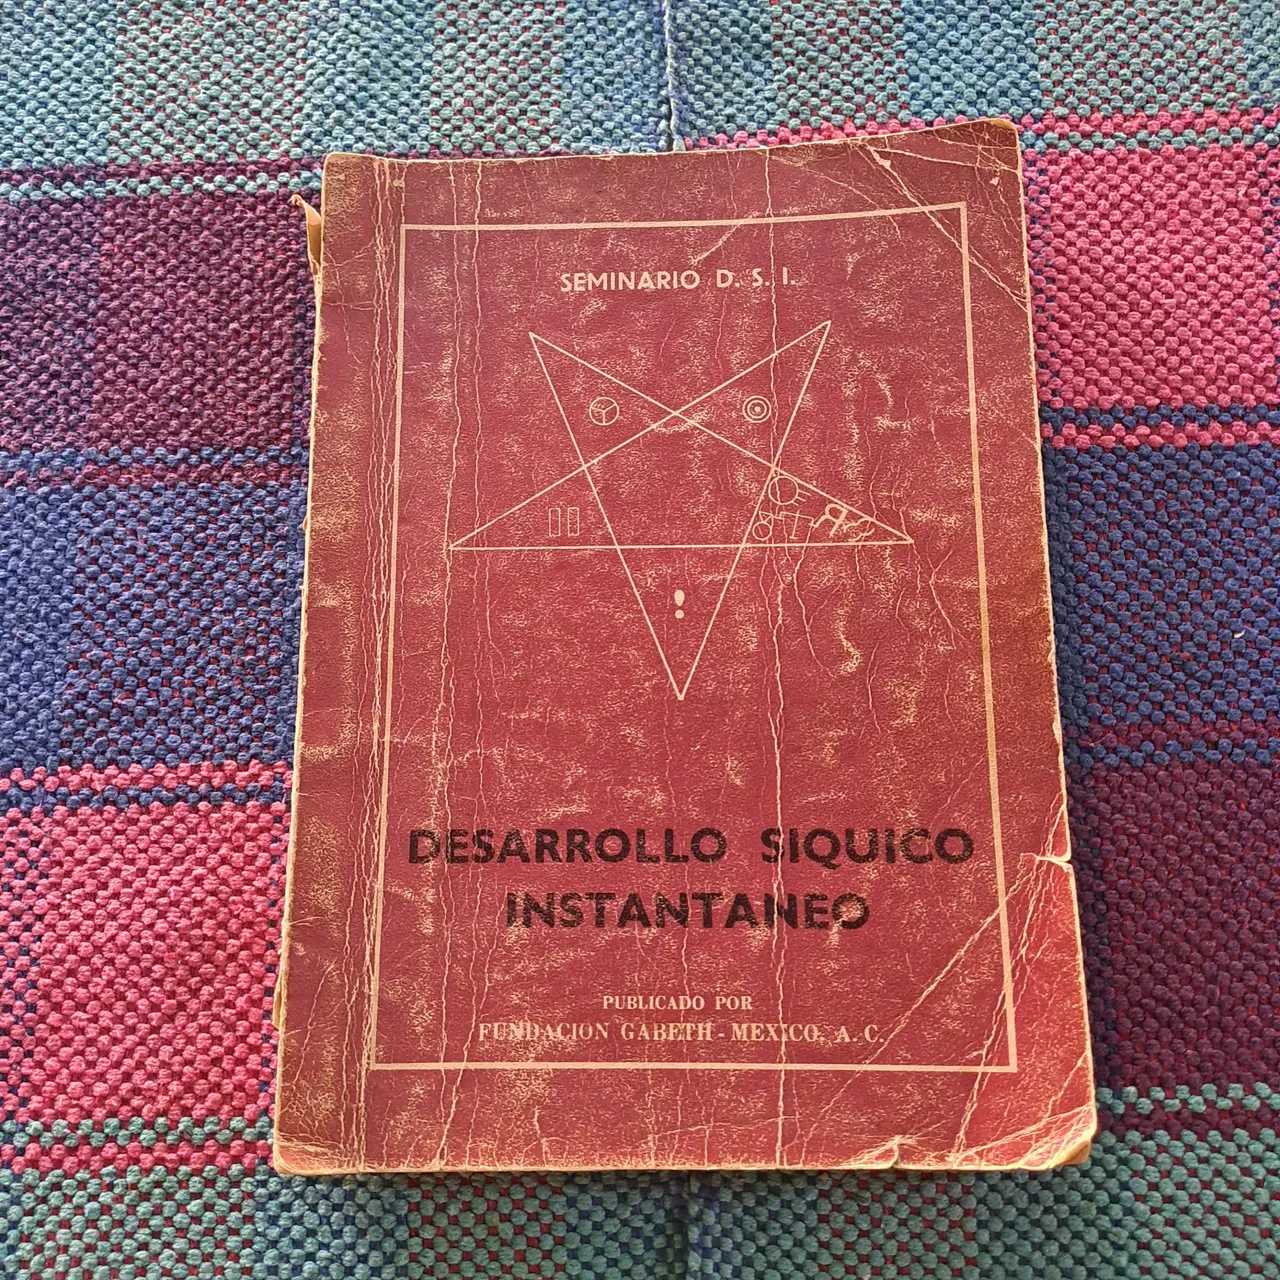 SEMINARIO D. S. I.
DESARROLLO SIQUICO
INSTANTANEO
PUBLICADO POR
FUNDACION GABETH - MEXICO, A. C.